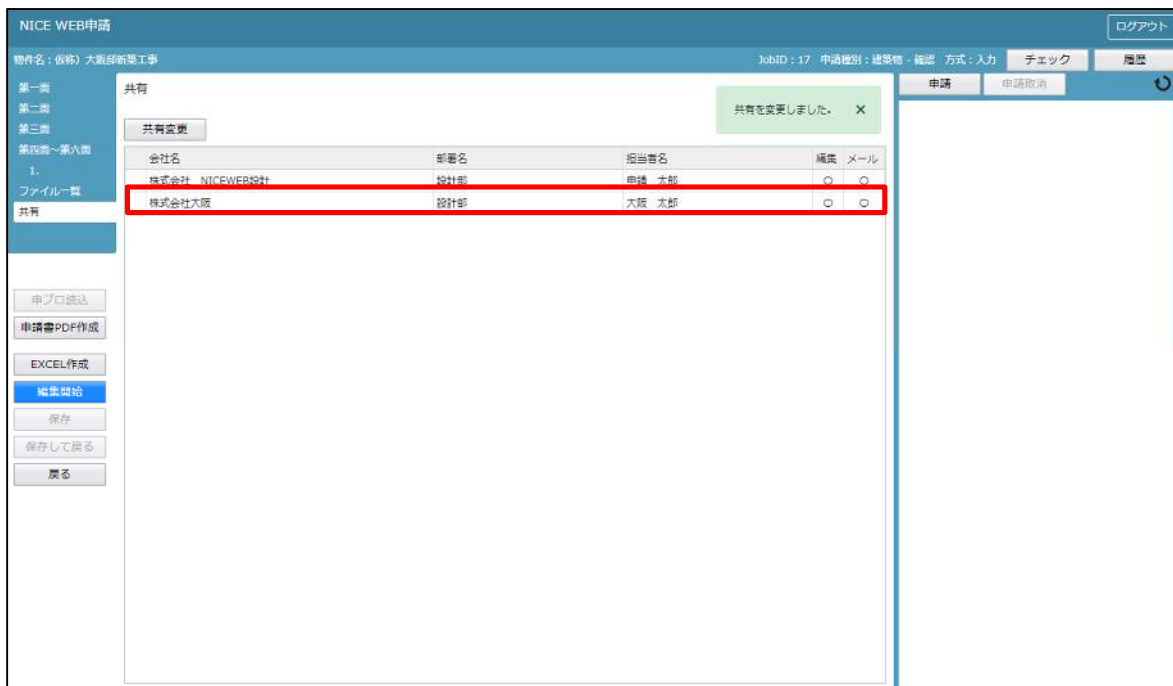 NICE WEB申請
ログアウト
物件名：仮称）大阪邸新築工事
JobID：17 申請種別：建築物 - 確認 方式：入力
チェック
履歴
第一面
第二面
第三面
第四面～第六面
1.
ファイル一覧
共有
共有
共有を変更しました。 ×
申請
申請取消
共有変更
会社名 部署名 担当者名 編集 メール
株式会社 NICEWEB設計 設計部 申請 太郎 ○ ○
株式会社大阪 設計部 大阪 太郎 ○ ○
申プロ読込
申請書PDF作成
EXCEL作成
編集開始
保存
保存して戻る
戻る